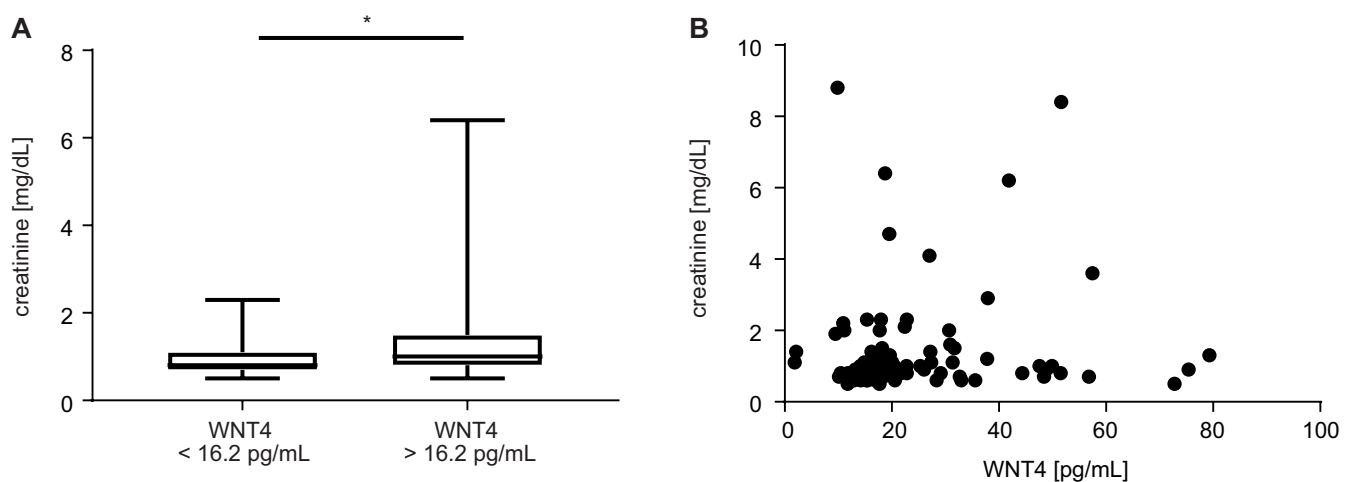 A
*
8
6
4
2
0
creatinine [mg/dL]
WNT4
< 16.2 pg/mL
WNT4
> 16.2 pg/mL
B
10
8
6
4
2
0
creatinine [mg/dL]
0 20 40 60 80 100
WNT4 [pg/mL]